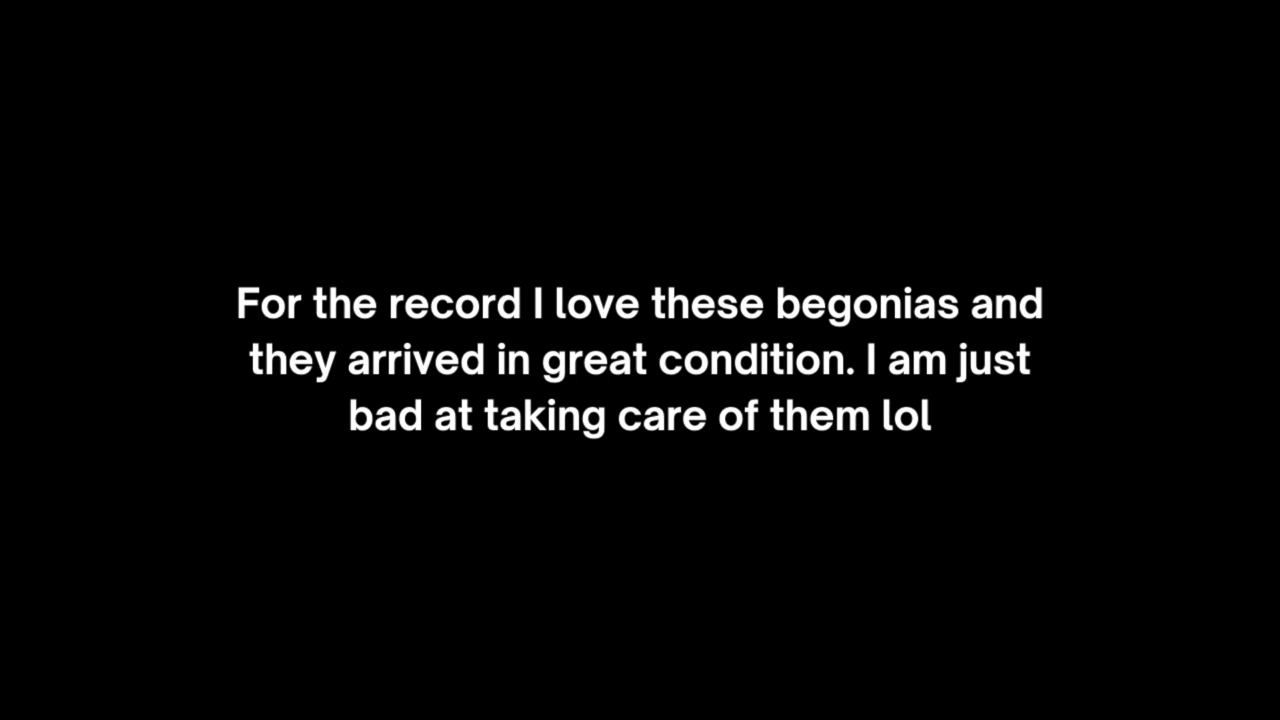 For the record I love these begonias and
they arrived in great condition. I am just
bad at taking care of them lol